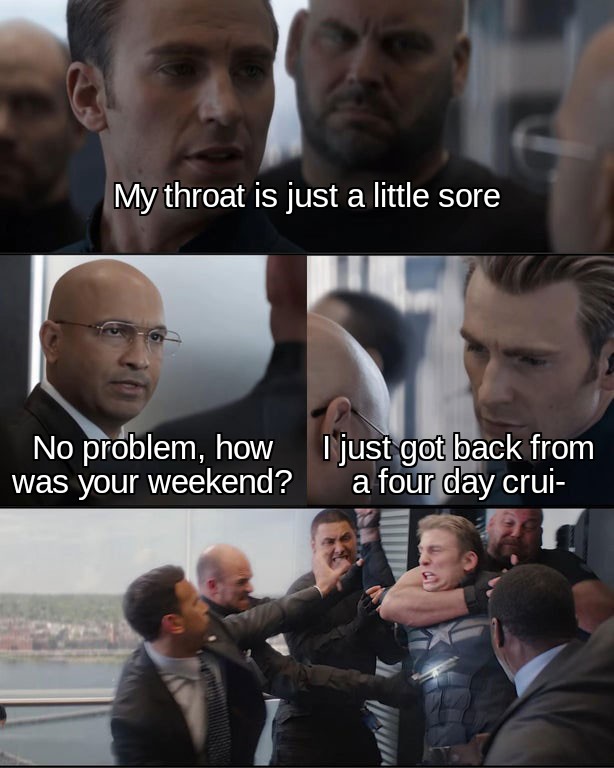 My throat is just a little sore
No problem, how
was your weekend?
I just got back from
a four day crui-